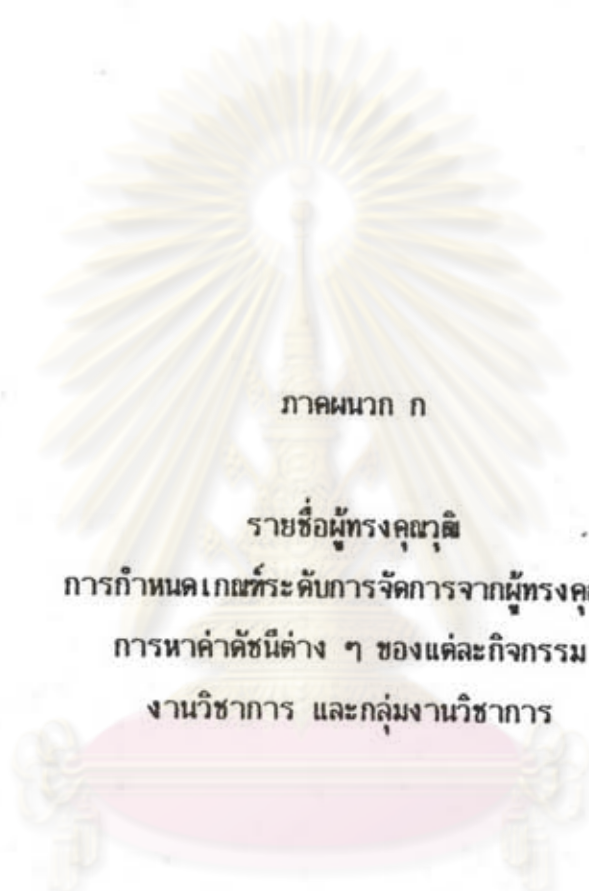 ภาคผนวก ก
รายชื่อผู้ทรงคุณวุฒิ
การกำหนดเกณฑ์ระดับการจัดการจากผู้ทรงคุ
การหาค่าดัชนีต่าง ๆ ของแต่ละกิจกรรม
งานวิชาการ และกลุ่มงานวิชาการ